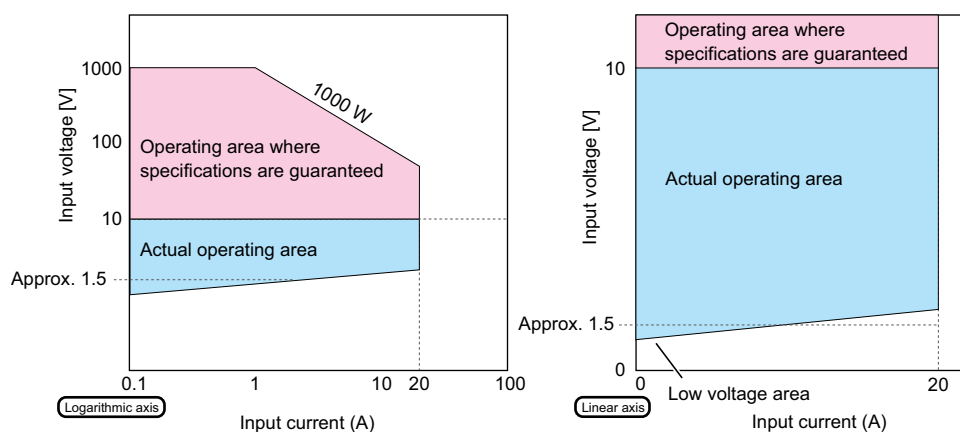 1000
1000 W
Input voltage [V]
100
Operating area where
specifications are guaranteed
10
Actual operating area
Approx. 1.5
0.1
1
10
20
100
Logarithmic axis
Input current (A)
Operating area where
specifications are guaranteed
10
Input voltage [V]
Actual operating area
Approx. 1.5
0
0
20
Low voltage area
Linear axis
Input current (A)